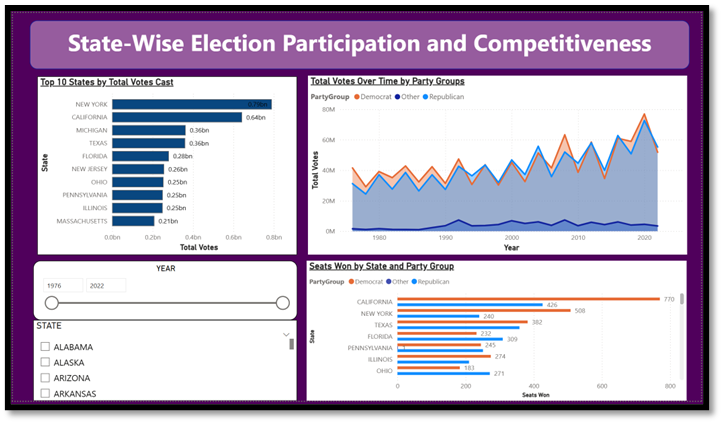 State-Wise Election Participation and Competitiveness
Top 10 States by Total Votes Cast
State
NEW YORK
CALIFORNIA 0.64bn
MICHIGAN 0.36bn
TEXAS 0.36bn
FLORIDA 0.28bn
NEW JERSEY 0.26bn
OHIO 0.25bn
PENNSYLVANIA 0.25bn
ILLINOIS 0.25bn
MASSACHUSETTS 0.21bn
0.0bn 0.2bn 0.4bn 0.6bn 0.8bn
Total Votes
Total Votes Over Time by Party Groups
PartyGroup Democrat Other Republican
Total Votes
80M
60M
40M
20M
0M
1980 1990 2000 2010 2020
Year
YEAR
1976 2022
STATE
ALABAMA
ALASKA
ARIZONA
ARKANSAS
Seats Won by State and Party Group
PartyGroup Democrat Other Republican
State
CALIFORNIA 770 426
NEW YORK 508 240
TEXAS 382
FLORIDA 232 309
PENNSYLVANIA 245
ILLINOIS 274
OHIO 183 271
0 200 400 600 800
Seats Won